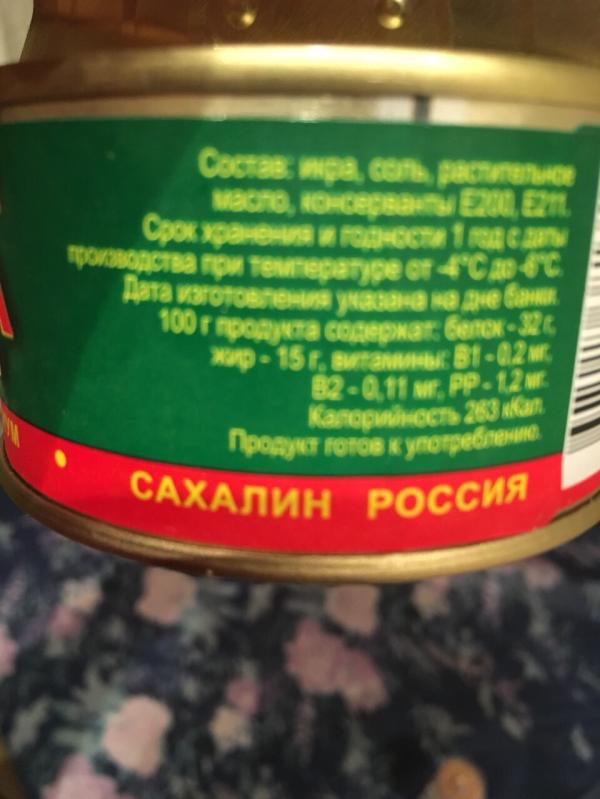 Состав: икра, соль, растительное
масло, консерванты Е200, Е211.
Срок хранения и годности 1 год с даты
производства при температуре от -4°С до -6°С.
Дата изготовления указана на дне банки.
100 г продукта содержат: белок - 32 г,
жир - 15 г, витамины: В1 - 0,2 мг,
В2 - 0,11 мг, РР - 1,2 мг.
Калорийность 263 кКал.
Продукт готов к употреблению.
• САХАЛИН РОССИЯ